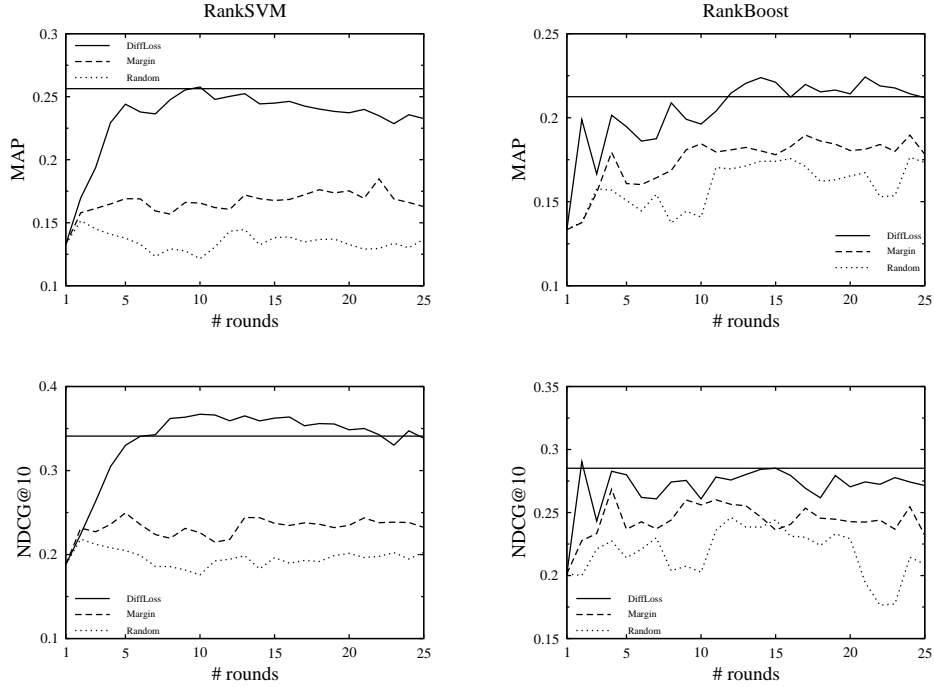 RankSVM
RankBoost
0.3
0.25
0.2
0.15
0.1
MAP
DiffLoss
Margin
Random
1
5
10
15
20
25
# rounds
0.25
0.2
0.15
0.1
MAP
DiffLoss
Margin
Random
1
5
10
15
20
25
# rounds
0.4
0.3
0.2
0.1
NDCG@10
DiffLoss
Margin
Random
1
5
10
15
20
25
# rounds
0.35
0.3
0.25
0.2
0.15
NDCG@10
DiffLoss
Margin
Random
1
5
10
15
20
25
# rounds